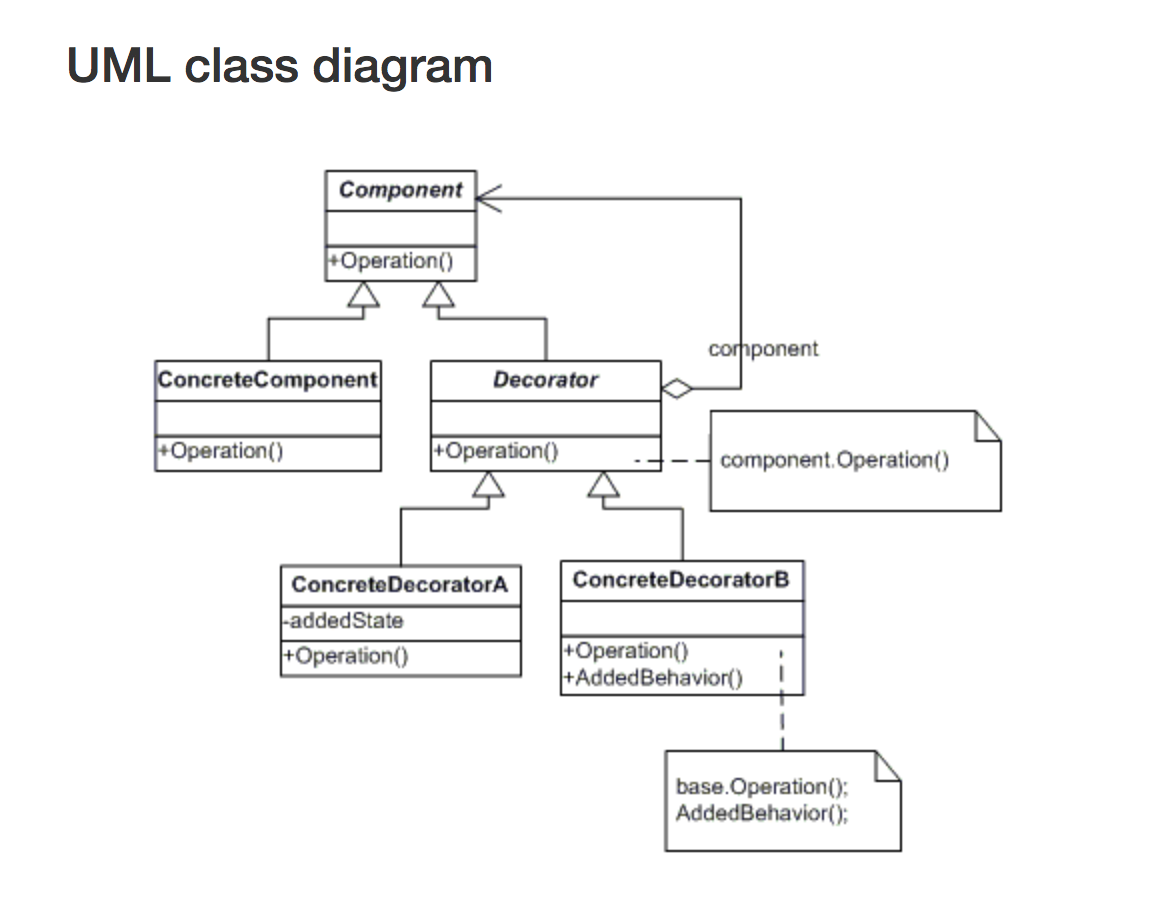 UML class diagram
Component
+Operation()
component
ConcreteComponent
+Operation()
Decorator
+Operation()
component.Operation()
ConcreteDecoratorA
-addedState
+Operation()
ConcreteDecoratorB
+Operation()
+AddedBehavior()
base.Operation();
AddedBehavior();